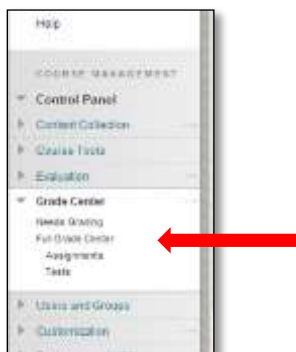 Help
COURSE MANAGEMENT
Control Panel
Content Collection
Course Tools
Evaluation
Grade Center
Needs Grading
Full Grade Center
Assignments
Tests
Users and Groups
Customization